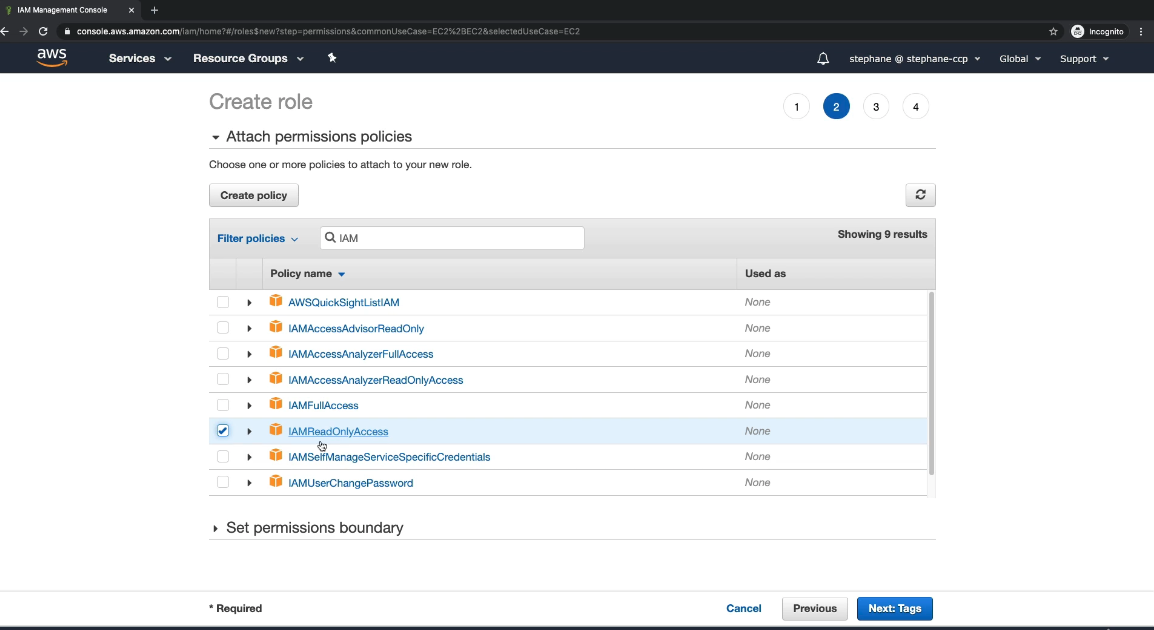 IAM Management Console
console.aws.amazon.com/iam/home?#/roles$new?step=permissions&commonUseCase=EC2%2BEC2&selectedUseCase=EC2
Incognito
aws
Services
Resource Groups
stephane @ stephane-ccp
Global
Support
Create role
1
2
3
4
Attach permissions policies
Choose one or more policies to attach to your new role.
Create policy
Filter policies
IAM
Showing 9 results
Policy name
Used as
AWSQuickSightListIAM
None
IAMAccessAdvisorReadOnly
None
IAMAccessAnalyzerFullAccess
None
IAMAccessAnalyzerReadOnlyAccess
None
IAMFullAccess
None
IAMReadOnlyAccess
None
IAMSelfManageServiceSpecificCredentials
None
IAMUserChangePassword
None
Set permissions boundary
* Required
Cancel
Previous
Next: Tags